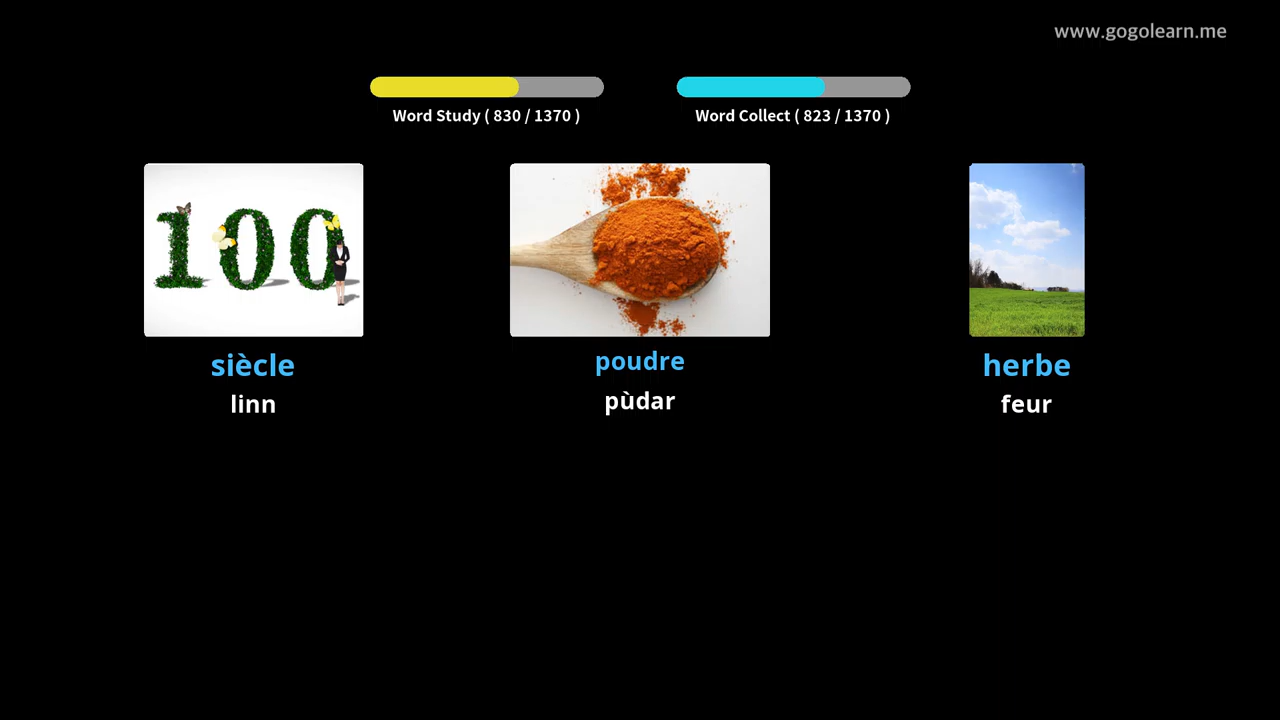 www.gogolearn.me
Word Study ( 830 / 1370 )
Word Collect ( 823 / 1370 )
100
siècle
linn
poudre
pùdar
herbe
feur